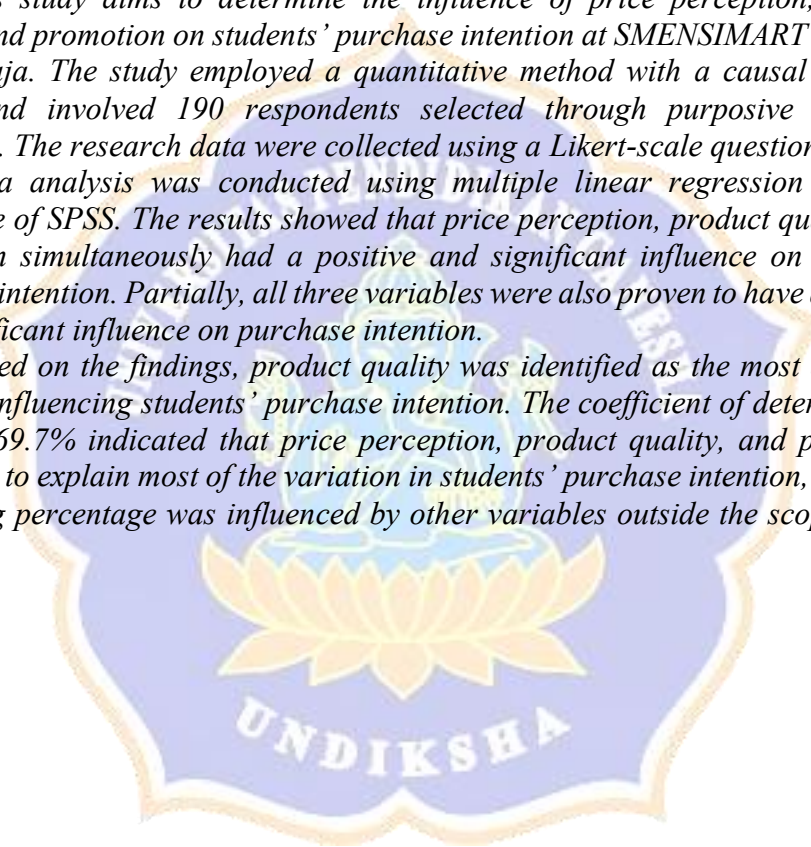 study aims to determine the influence of price perception,
nd promotion on students' purchase intention at SMENSIMART
aja. The study employed a quantitative method with a causal
nd involved 190 respondents selected through purposive
. The research data were collected using a Likert-scale question
a analysis was conducted using multiple linear regression
e of SPSS. The results showed that price perception, product qu
n simultaneously had a positive and significant influence on
intention. Partially, all three variables were also proven to have
ficant influence on purchase intention.
ed on the findings, product quality was identified as the most
nfluencing students' purchase intention. The coefficient of deter
69.7% indicated that price perception, product quality, and p
to explain most of the variation in students' purchase intention,
g percentage was influenced by other variables outside the scop
UNIVERSITAS PENDIDIKAN GANESHA
UNDIKSHA